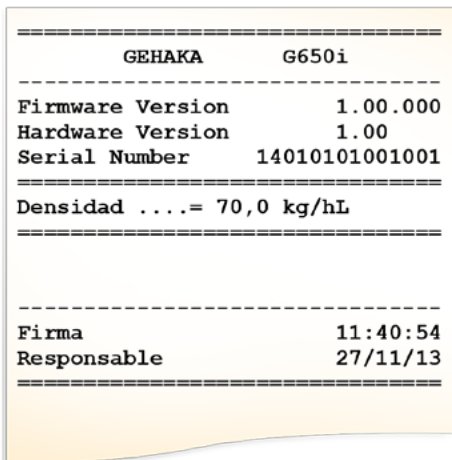 ================================
GEHAKA G650i
--------------------------------
Firmware Version 1.00.000
Hardware Version 1.00
Serial Number 14010101001001
================================
Densidad ....= 70,0 kg/hL
================================
--------------------------------
Firma 11:40:54
Responsable 27/11/13
================================